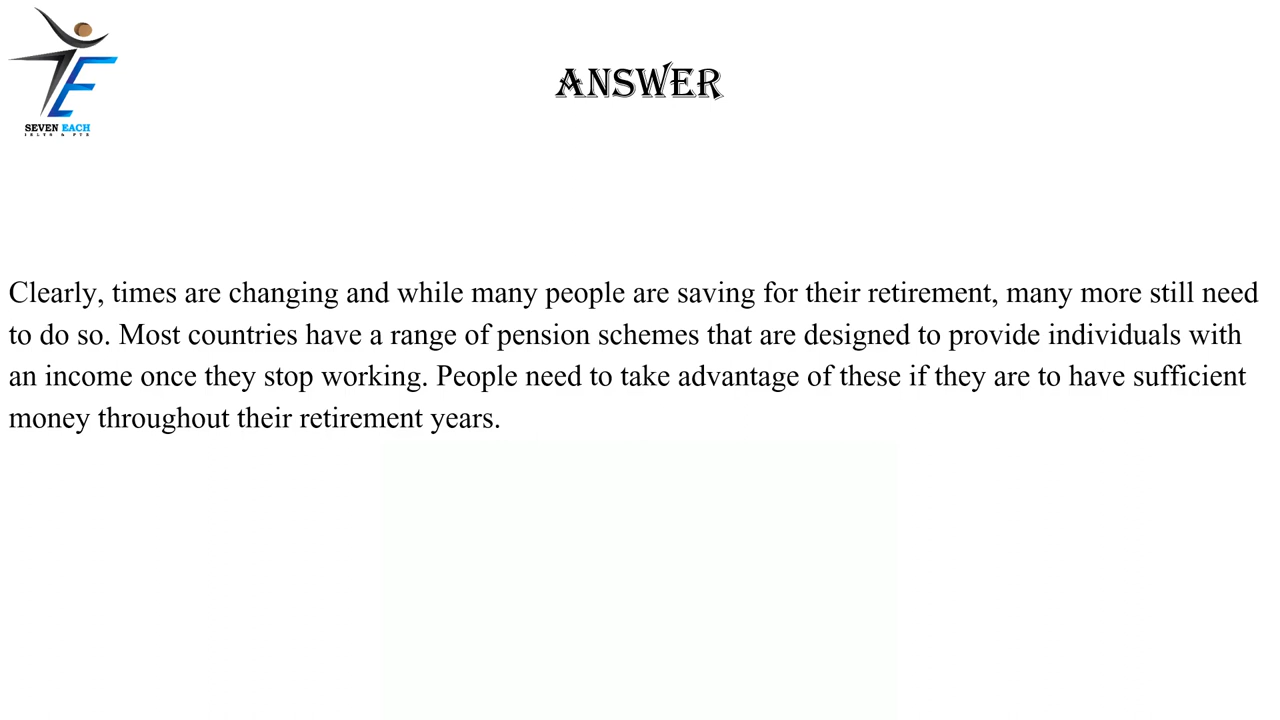 SEVEN EACH
IELTS & PTE
ANSWER
Clearly, times are changing and while many people are saving for their retirement, many more still need
to do so. Most countries have a range of pension schemes that are designed to provide individuals with
an income once they stop working. People need to take advantage of these if they are to have sufficient
money throughout their retirement years.